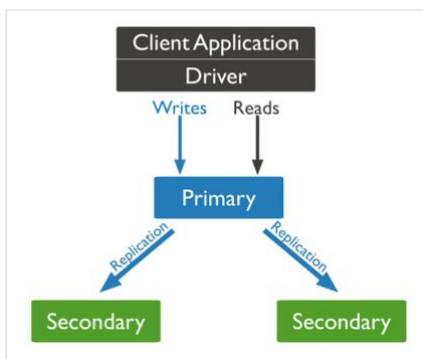 Client Application
Driver
Writes Reads
Primary
Replication Replication
Secondary Secondary